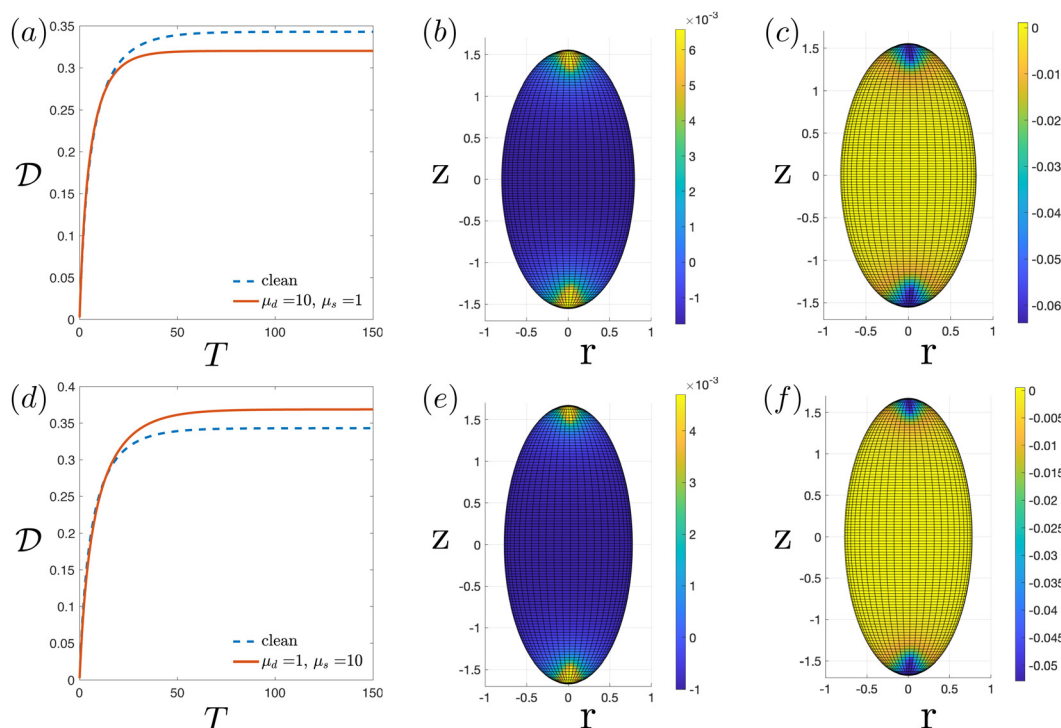 (a)
0.35
0.3
0.25
0.2
0.15
0.1
0.05
0
𝒟
0 50 100 150
T
clean
μ_d =10, μ_s =1
(b)
1.5
1
0.5
0
-0.5
-1
-1.5
z
-1 -0.5 0 0.5 1
r
×10⁻³
6
5
4
3
2
1
0
-1
(c)
1.5
1
0.5
0
-0.5
-1
-1.5
z
-1 -0.5 0 0.5 1
r
0
-0.01
-0.02
-0.03
-0.04
-0.05
-0.06
(d)
0.4
0.35
0.3
0.25
0.2
0.15
0.1
0.05
0
𝒟
0 50 100 150
T
clean
μ_d =1, μ_s =10
(e)
1.5
1
0.5
0
-0.5
-1
-1.5
z
-1 -0.5 0 0.5 1
r
×10⁻³
4
3
2
1
0
-1
(f)
1.5
1
0.5
0
-0.5
-1
-1.5
z
-1 -0.5 0 0.5 1
r
0
-0.005
-0.01
-0.015
-0.02
-0.025
-0.03
-0.035
-0.04
-0.045
-0.05